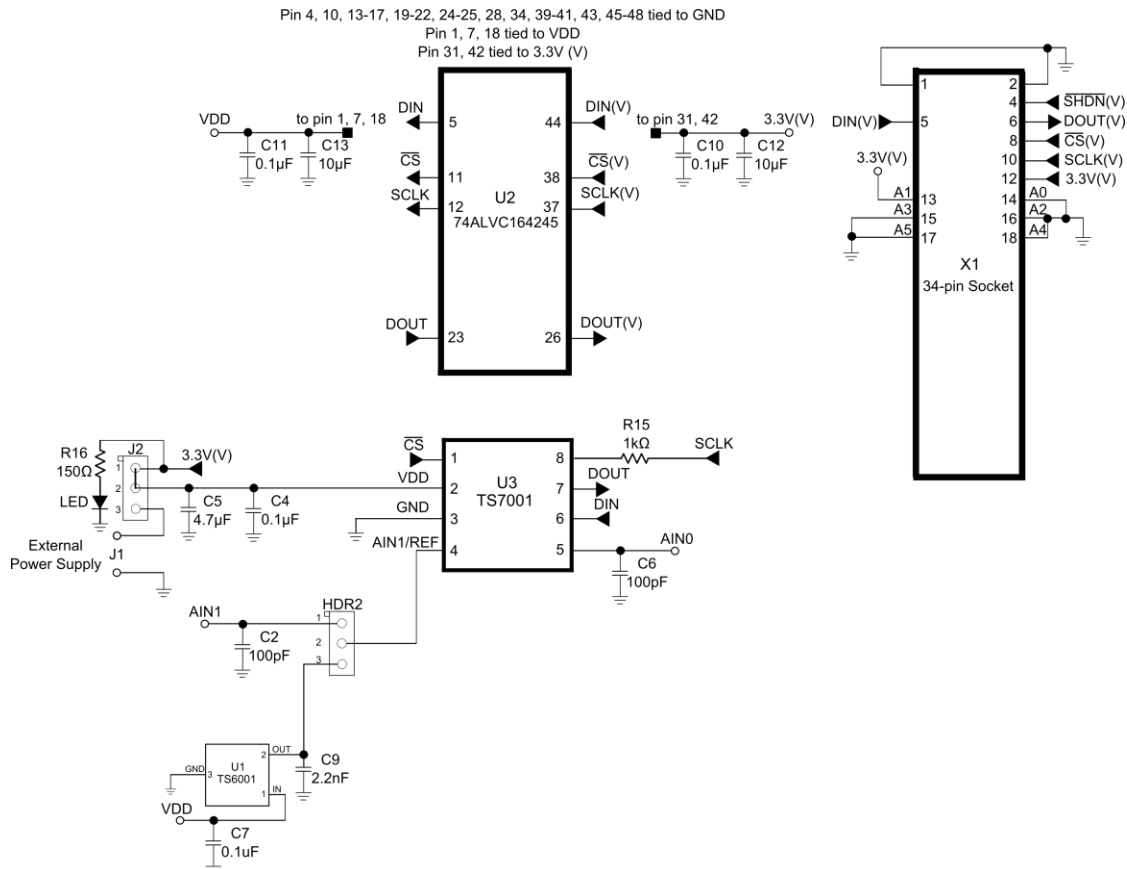 Pin 4, 10, 13-17, 19-22, 24-25, 28, 34, 39-41, 43, 45-48 tied to GND
Pin 1, 7, 18 tied to VDD
Pin 31, 42 tied to 3.3V (V)
VDD
to pin 1, 7, 18
C11
0.1µF
C13
10µF
DIN
5
CS
11
SCLK
12
DOUT
23
U2
74ALVC164245
44
DIN(V)
38
CS(V)
37
SCLK(V)
26
DOUT(V)
to pin 31, 42
3.3V(V)
C10
0.1µF
C12
10µF
1
2
4
SHDN(V)
DIN(V)
5
6
DOUT(V)
8
CS(V)
10
SCLK(V)
3.3V(V)
12
3.3V(V)
A1
13
14
A0
A3
15
16
A2
A5
17
18
A4
X1
34-pin Socket
R16
150Ω
LED
J2
1
2
3
3.3V(V)
C5
4.7µF
C4
0.1µF
External
Power Supply
J1
CS
1
VDD
2
GND
3
AIN1/REF
4
U3
TS7001
8
R15
1kΩ
SCLK
7
DOUT
6
DIN
5
AIN0
C6
100pF
AIN1
C2
100pF
HDR2
1
2
3
GND
3
U1
TS6001
2
OUT
1
IN
C9
2.2nF
VDD
C7
0.1uF